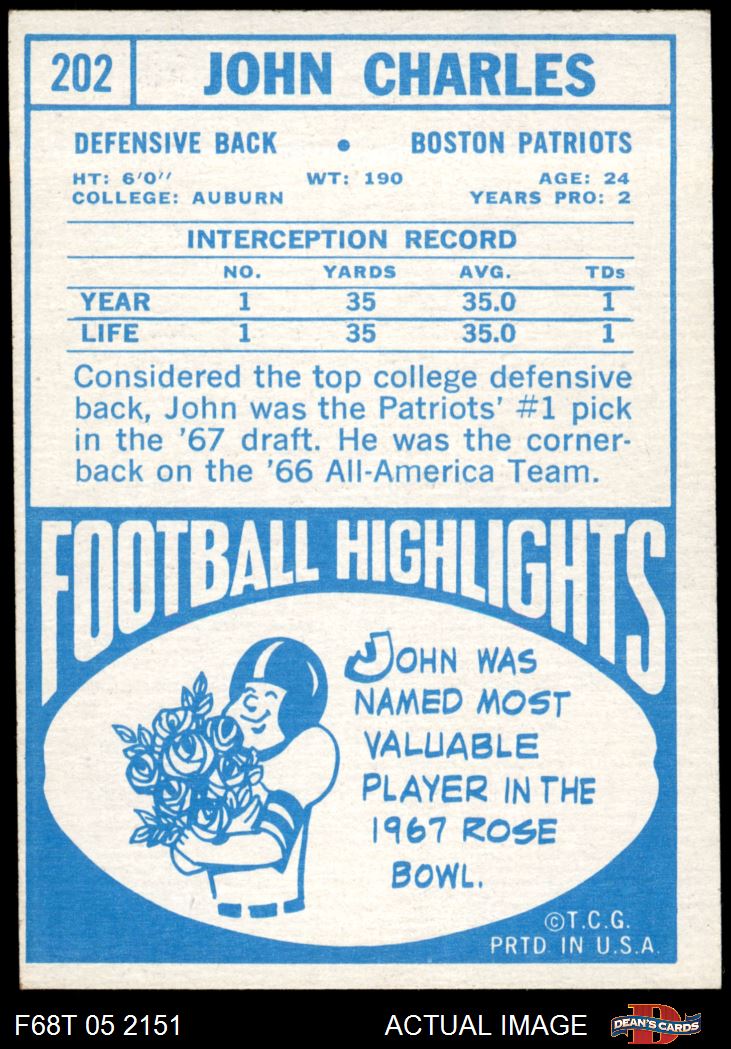 202 JOHN CHARLES
DEFENSIVE BACK • BOSTON PATRIOTS
HT: 6'0" WT: 190 AGE: 24
COLLEGE: AUBURN YEARS PRO: 2
INTERCEPTION RECORD
NO. YARDS AVG. TDs
YEAR 1 35 35.0 1
LIFE 1 35 35.0 1
Considered the top college defensive
back, John was the Patriots' #1 pick
in the '67 draft. He was the corner-
back on the '66 All-America Team.
FOOTBALL HIGHLIGHTS
JOHN WAS
NAMED MOST
VALUABLE
PLAYER IN THE
1967 ROSE
BOWL.
©T.C.G.
PRTD. IN U.S.A.
F68T 05 2151 ACTUAL IMAGE DEAN'S CARDS